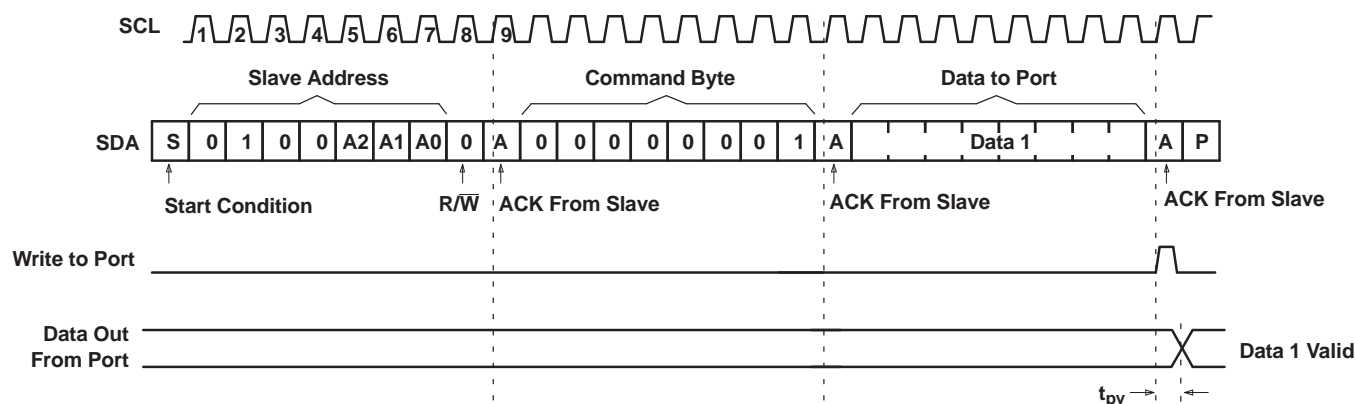 SCL 1 2 3 4 5 6 7 8 9
Slave Address Command Byte Data to Port
SDA S 0 1 0 0 A2 A1 A0 0 A 0 0 0 0 0 0 0 1 A Data 1 A P
Start Condition R/W ACK From Slave ACK From Slave ACK From Slave
Write to Port
Data Out
From Port
Data 1 Valid
tpv